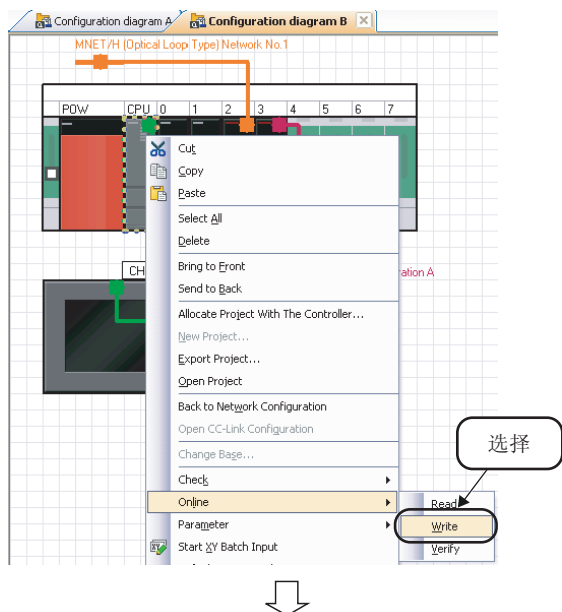 Configuration diagram A
Configuration diagram B
MNET/H (Optical Loop Type) Network No.1
POW CPU 0 1 2 3 4 5 6 7
Cut
Copy
Paste
Select All
Delete
CH
Bring to Front
ation A
Send to Back
Allocate Project With The Controller...
New Project...
Export Project...
Open Project
Back to Network Configuration
Open CC-Link Configuration
选择
Change Base...
Check
Online
Read
Parameter
Write
Start XY Batch Input
Verify